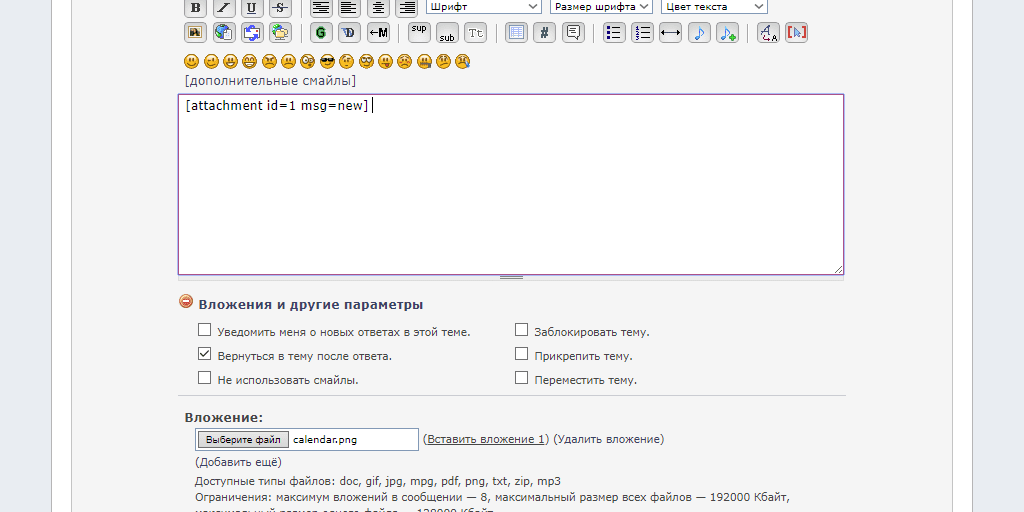 B I U S Шрифт Размер шрифта Цвет текста
G D M sup sub Tt #
[дополнительные смайлы]
[attachment id=1 msg=new]
Вложения и другие параметры
Уведомить меня о новых ответах в этой теме. Заблокировать тему.
Вернуться в тему после ответа. Прикрепить тему.
Не использовать смайлы. Переместить тему.
Вложение:
Выберите файл calendar.png (Вставить вложение 1) (Удалить вложение)
(Добавить ещё)
Доступные типы файлов: doc, gif, jpg, mpg, pdf, png, txt, zip, mp3
Ограничения: максимум вложений в сообщении — 8, максимальный размер всех файлов — 192000 Кбайт,